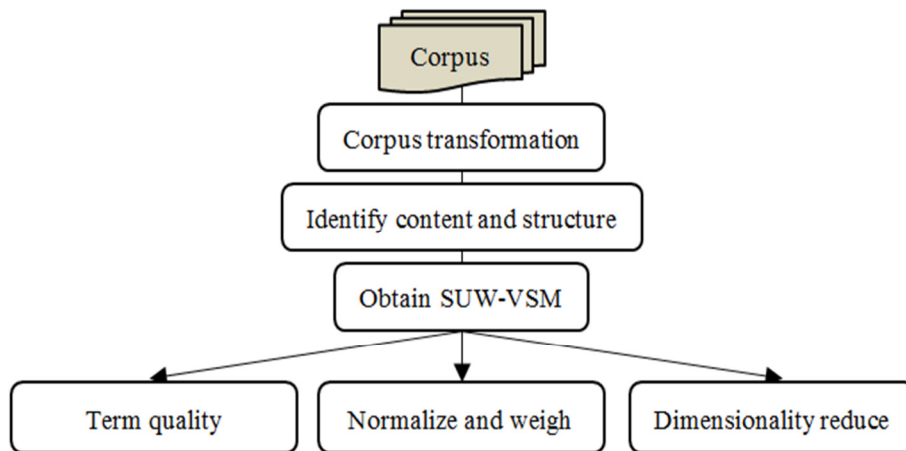 Corpus
Corpus transformation
Identify content and structure
Obtain SUW-VSM
Term quality
Normalize and weigh
Dimensionality reduce